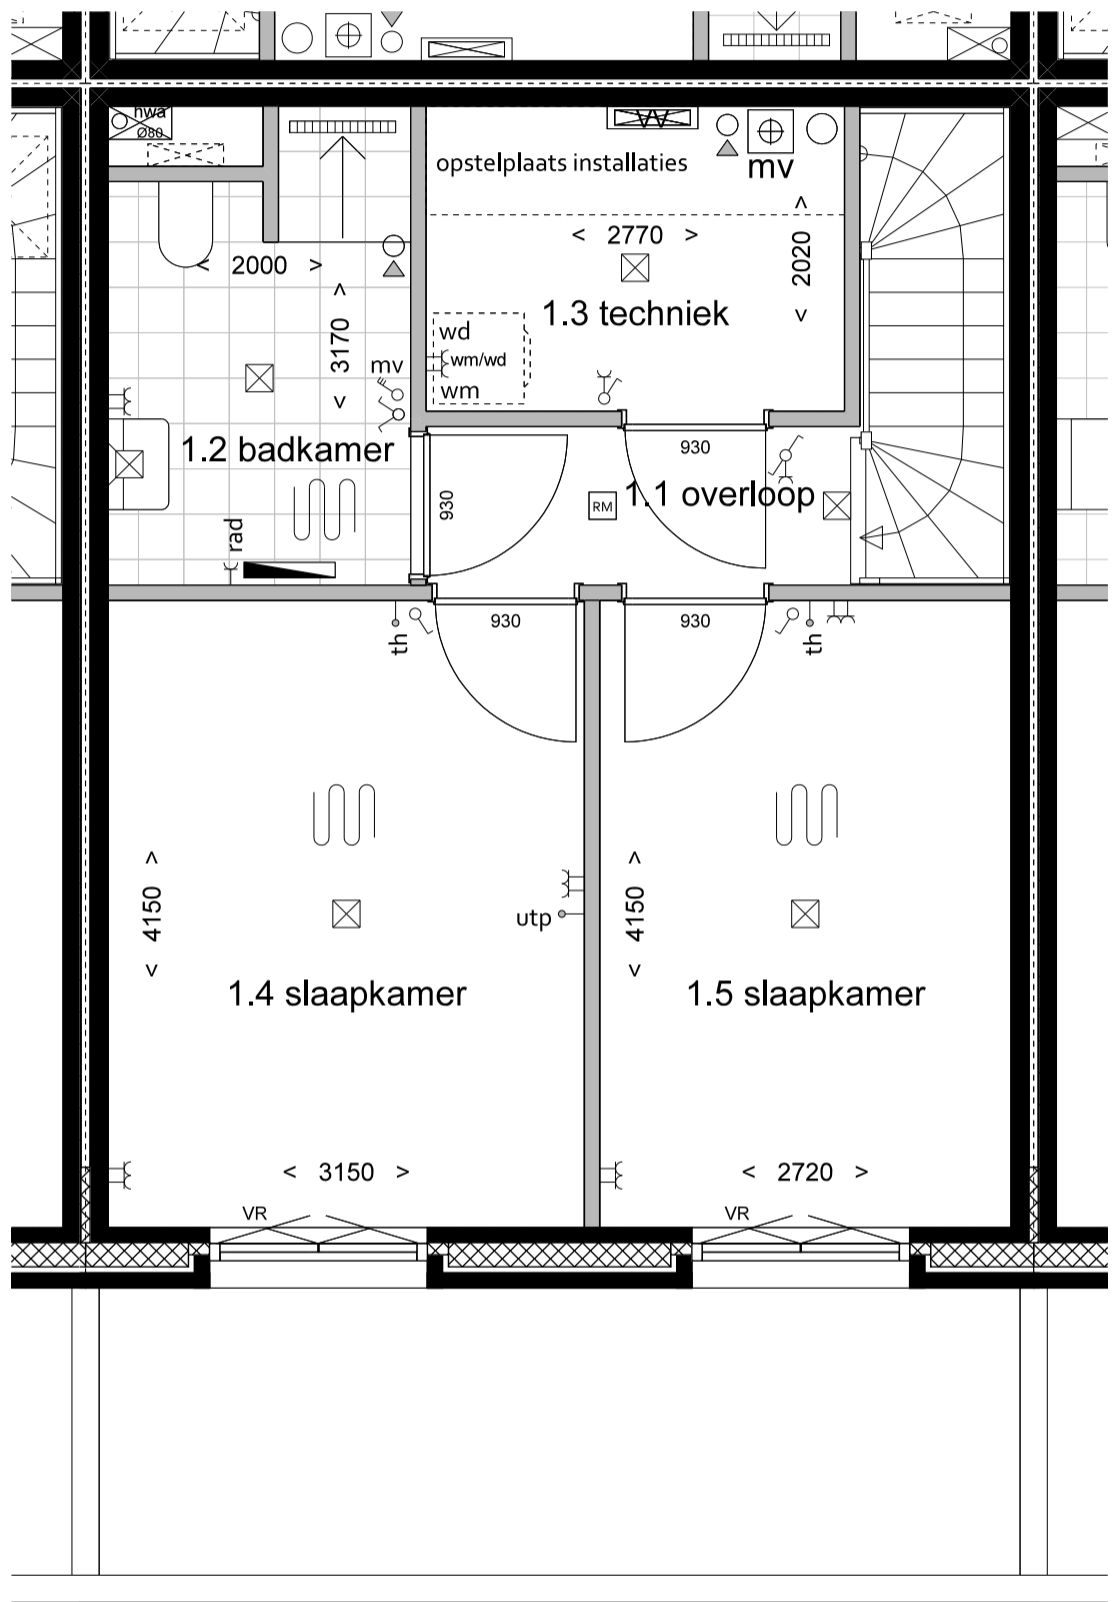 hwa
Ø80
opstelplaats installaties
mv
< 2770 >
< 2020 >
< 2000 >
1.3 techniek
< 3170 >
wd
wm/wd
wm
mv
1.2 badkamer
930
930
RM
1.1 overloop
rad
930
930
th
th
< 4150 >
utp
< 4150 >
1.4 slaapkamer
1.5 slaapkamer
< 3150 >
< 2720 >
VR
VR